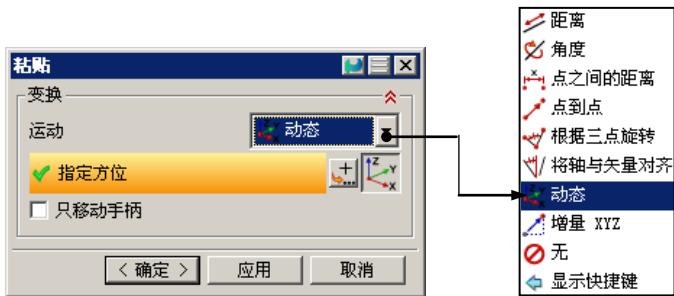 粘贴
变换
运动
动态
指定方位
只移动手柄
< 确定 >
应用
取消
距离
角度
点之间的距离
点到点
根据三点旋转
将轴与矢量对齐
动态
增量 XYZ
无
显示快捷键